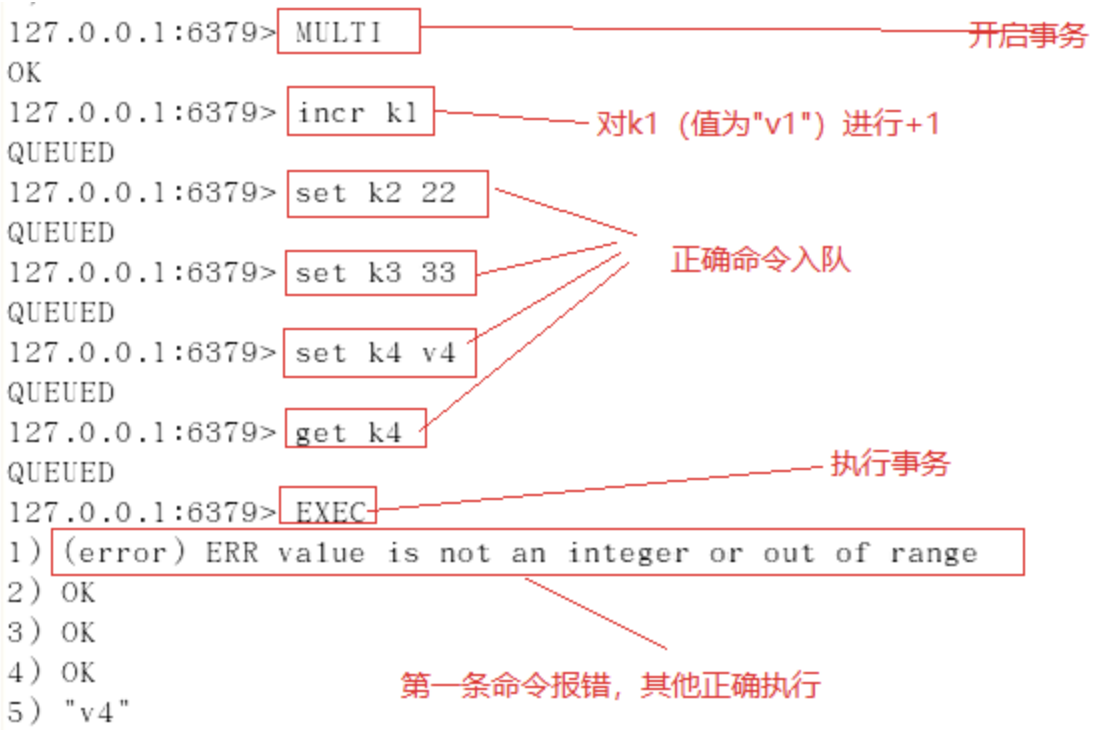 127.0.0.1:6379> MULTI 开启事务
OK
127.0.0.1:6379> incr k1 对k1（值为"v1"）进行+1
QUEUED
127.0.0.1:6379> set k2 22
QUEUED
正确命令入队
127.0.0.1:6379> set k3 33
QUEUED
127.0.0.1:6379> set k4 v4
QUEUED
127.0.0.1:6379> get k4
QUEUED
执行事务
127.0.0.1:6379> EXEC
1) (error) ERR value is not an integer or out of range
2) OK
3) OK
4) OK
第一条命令报错，其他正确执行
5) "v4"